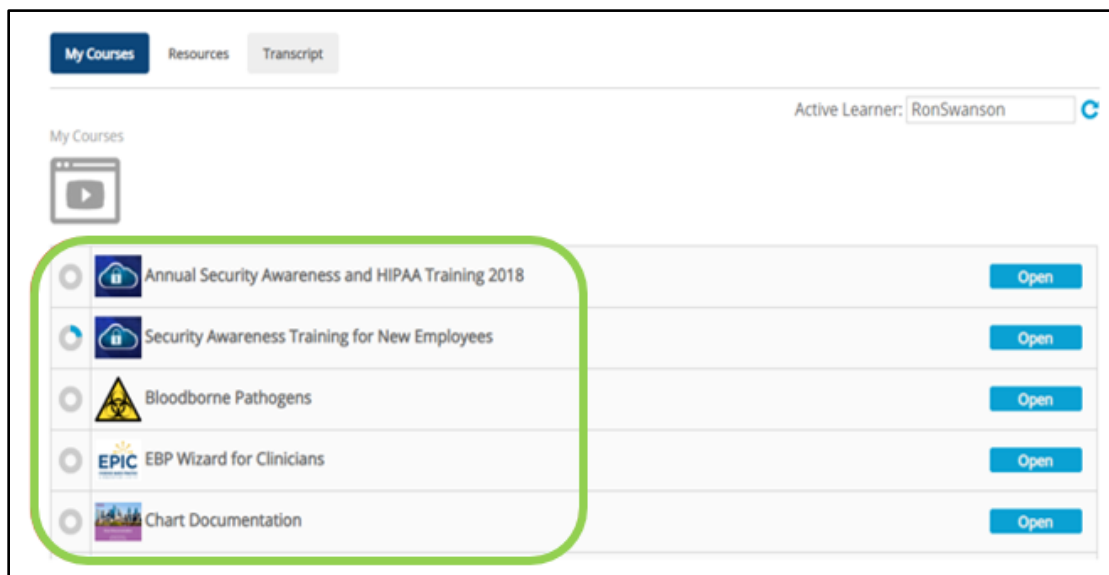 My Courses Resources Transcript
Active Learner: RonSwanson
My Courses
Annual Security Awareness and HIPAA Training 2018 Open
Security Awareness Training for New Employees Open
Bloodborne Pathogens Open
EPIC EBP Wizard for Clinicians Open
Chart Documentation Open